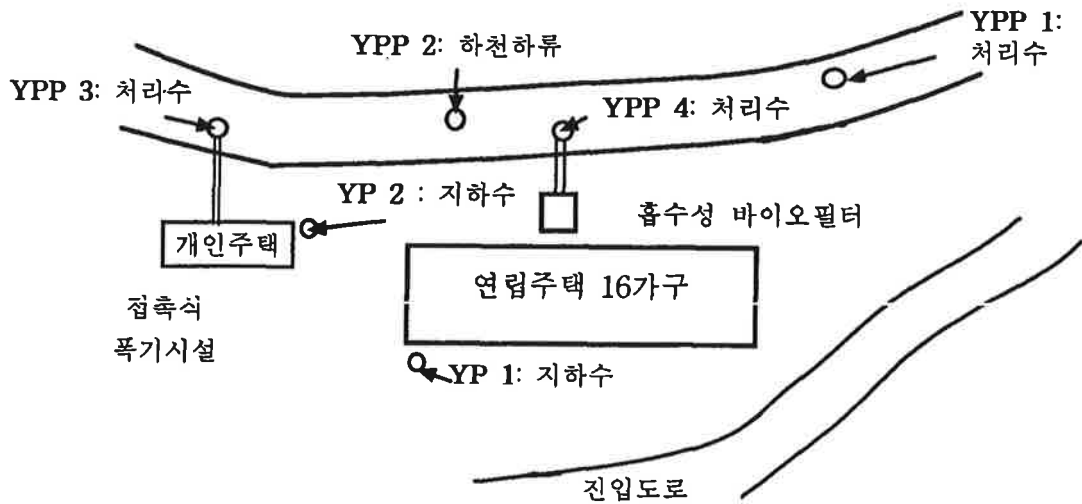 YPP 1:
처리수
YPP 2: 하천하류
YPP 3: 처리수
YPP 4: 처리수
YP 2 : 지하수
흡수성 바이오필터
개인주택
연립주택 16가구
접촉식
폭기시설
YP 1: 지하수
진입도로